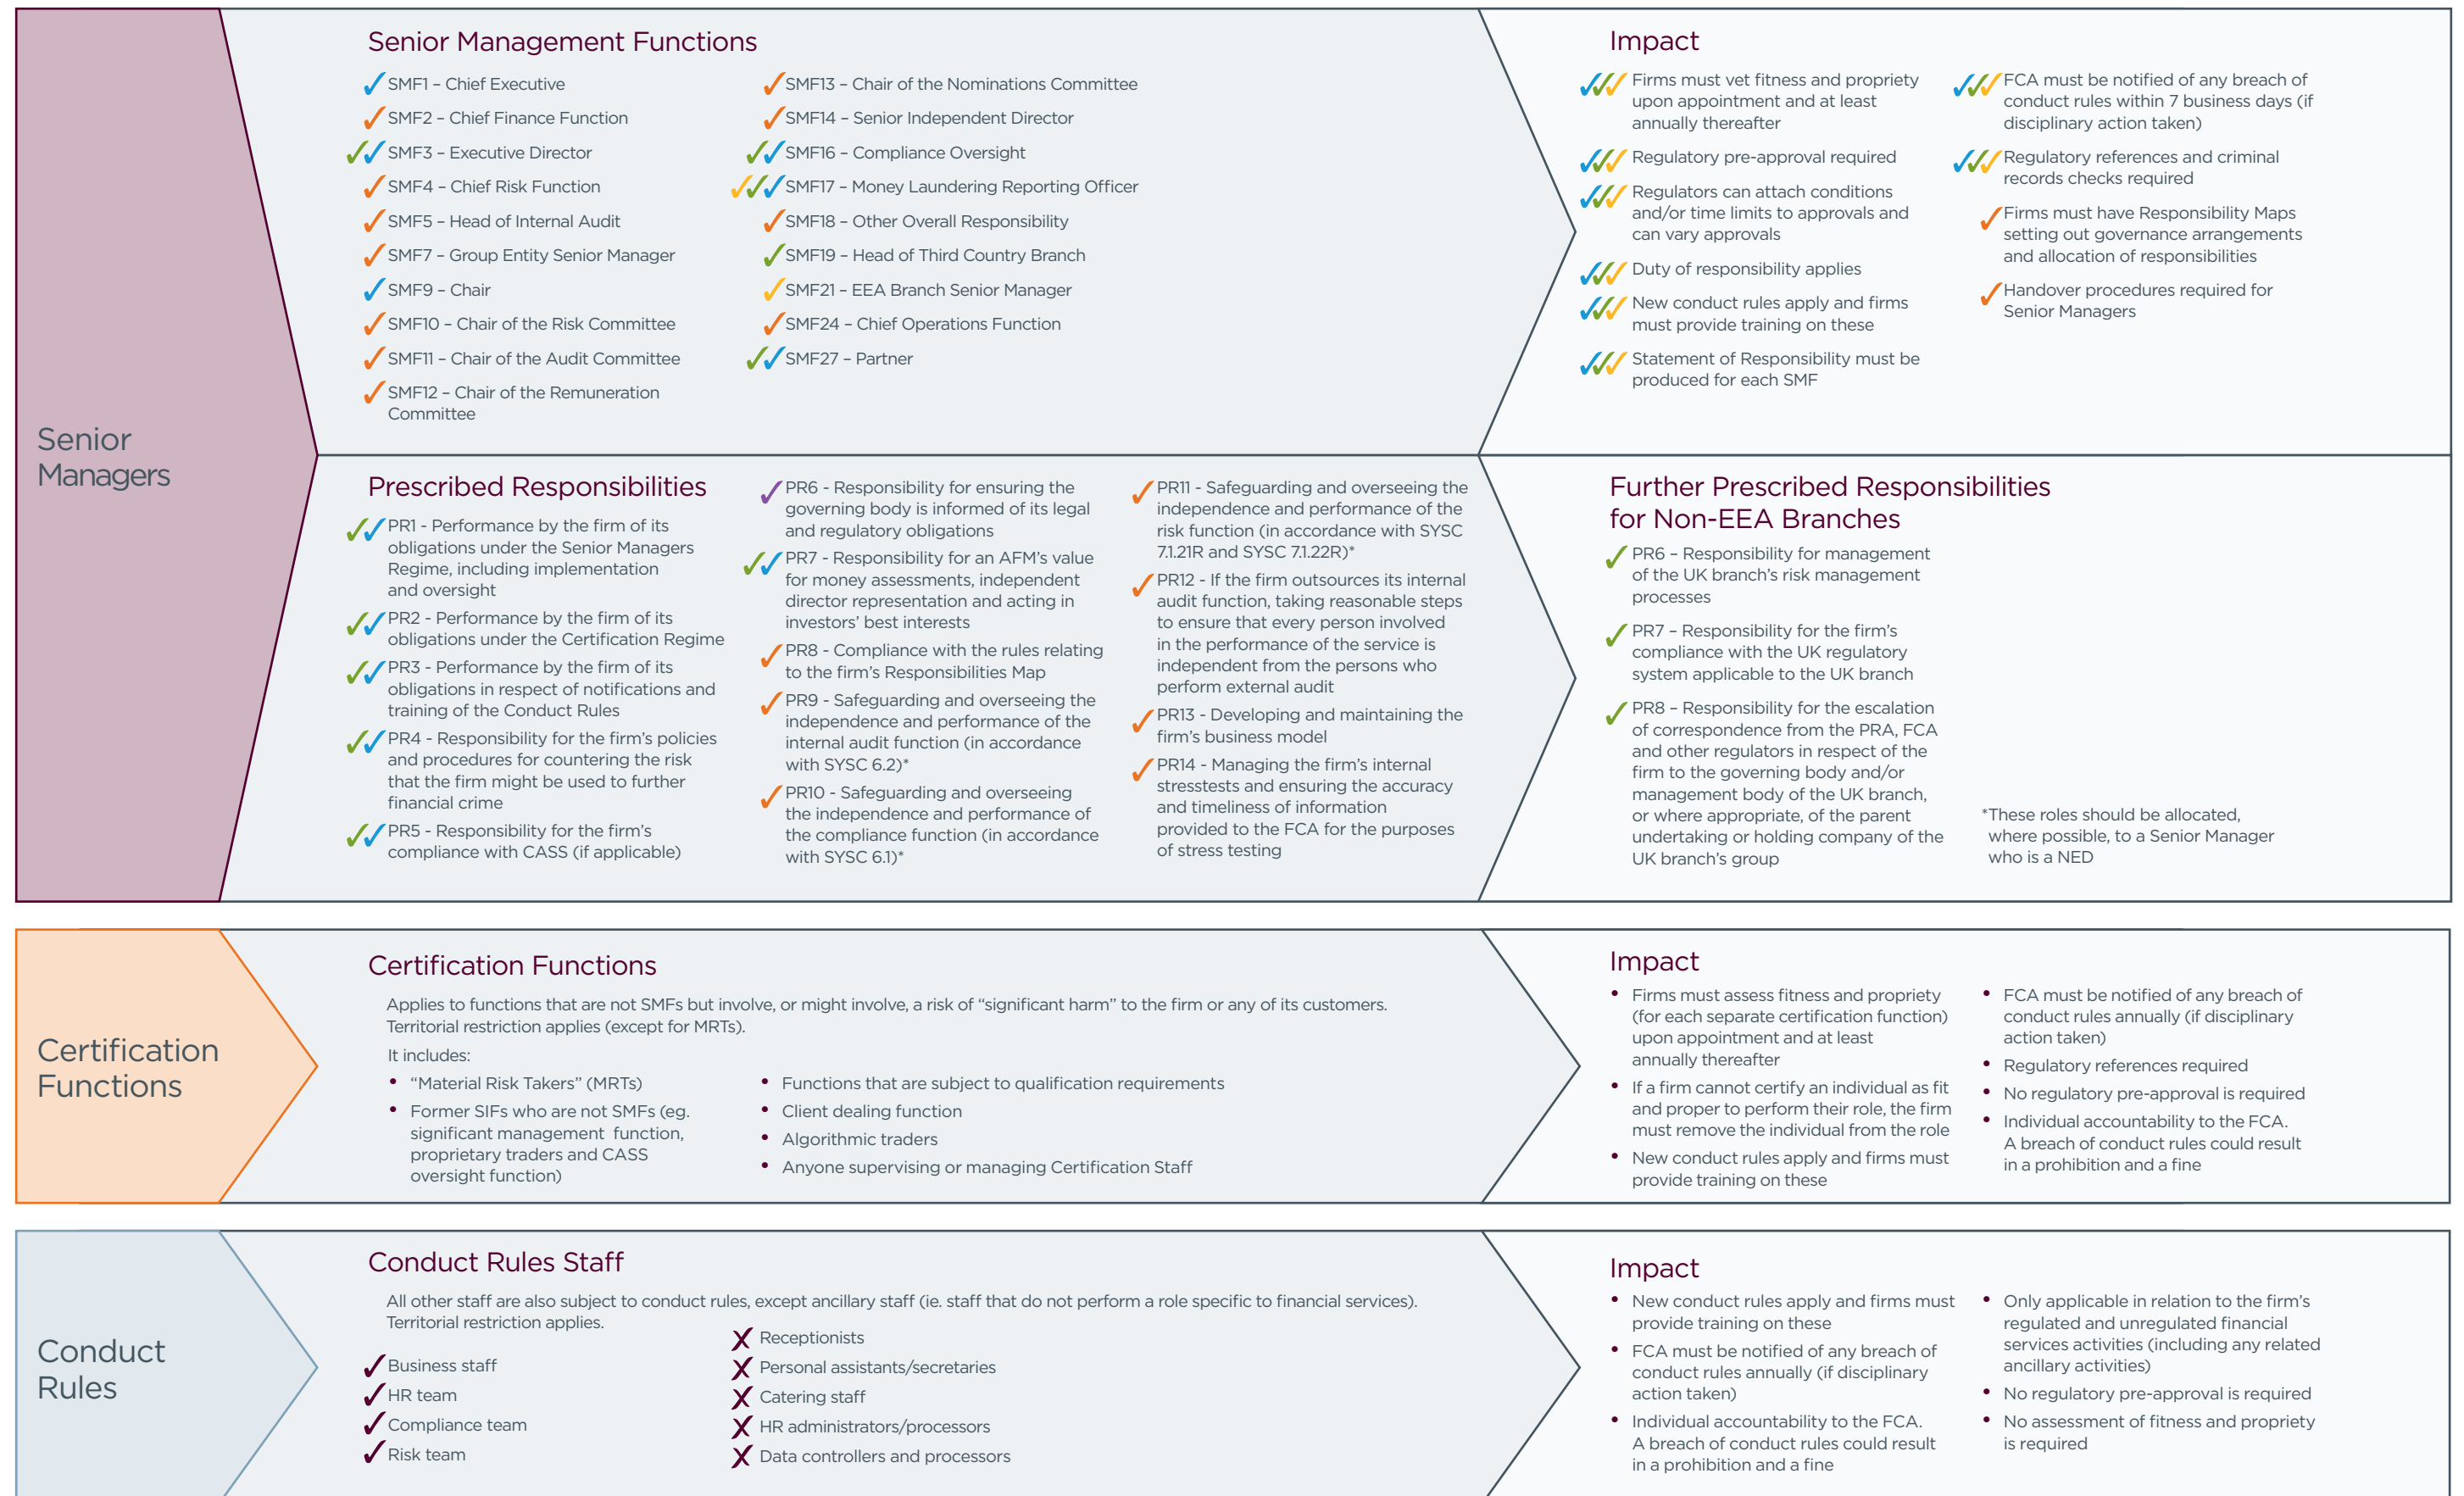 Senior
Managers
Senior Management Functions
SMF1 – Chief Executive
SMF2 – Chief Finance Function
SMF3 – Executive Director
SMF4 – Chief Risk Function
SMF5 – Head of Internal Audit
SMF7 – Group Entity Senior Manager
SMF9 – Chair
SMF10 – Chair of the Risk Committee
SMF11 – Chair of the Audit Committee
SMF12 – Chair of the Remuneration
Committee
SMF13 – Chair of the Nominations Committee
SMF14 – Senior Independent Director
SMF16 – Compliance Oversight
SMF17 – Money Laundering Reporting Officer
SMF18 – Other Overall Responsibility
SMF19 – Head of Third Country Branch
SMF21 – EEA Branch Senior Manager
SMF24 – Chief Operations Function
SMF27 – Partner
Impact
Firms must vet fitness and propriety
upon appointment and at least
annually thereafter
Regulatory pre-approval required
Regulators can attach conditions
and/or time limits to approvals and
can vary approvals
Duty of responsibility applies
New conduct rules apply and firms
must provide training on these
Statement of Responsibility must be
produced for each SMF
FCA must be notified of any breach of
conduct rules within 7 business days (if
disciplinary action taken)
Regulatory references and criminal
records checks required
Firms must have Responsibility Maps
setting out governance arrangements
and allocation of responsibilities
Handover procedures required for
Senior Managers
Prescribed Responsibilities
PR1 - Performance by the firm of its
obligations under the Senior Managers
Regime, including implementation
and oversight
PR2 - Performance by the firm of its
obligations under the Certification Regime
PR3 - Performance by the firm of its
obligations in respect of notifications and
training of the Conduct Rules
PR4 - Responsibility for the firm's policies
and procedures for countering the risk
that the firm might be used to further
financial crime
PR5 - Responsibility for the firm's
compliance with CASS (if applicable)
PR6 - Responsibility for ensuring the
governing body is informed of its legal
and regulatory obligations
PR7 - Responsibility for an AFM's value
for money assessments, independent
director representation and acting in
investors' best interests
PR8 - Compliance with the rules relating
to the firm's Responsibilities Map
PR9 - Safeguarding and overseeing the
independence and performance of the
internal audit function (in accordance
with SYSC 6.2)*
PR10 - Safeguarding and overseeing
the independence and performance of
the compliance function (in accordance
with SYSC 6.1)*
PR11 - Safeguarding and overseeing the
independence and performance of the
risk function (in accordance with SYSC
7.1.21R and SYSC 7.1.22R)*
PR12 - If the firm outsources its internal
audit function, taking reasonable steps
to ensure that every person involved
in the performance of the service is
independent from the persons who
perform external audit
PR13 - Developing and maintaining the
firm's business model
PR14 - Managing the firm's internal
stresstests and ensuring the accuracy
and timeliness of information
provided to the FCA for the purposes
of stress testing
Further Prescribed Responsibilities
for Non-EEA Branches
PR6 – Responsibility for management
of the UK branch's risk management
processes
PR7 – Responsibility for the firm's
compliance with the UK regulatory
system applicable to the UK branch
PR8 – Responsibility for the escalation
of correspondence from the PRA, FCA
and other regulators in respect of the
firm to the governing body and/or
management body of the UK branch,
or where appropriate, of the parent
undertaking or holding company of the
UK branch's group
*These roles should be allocated,
where possible, to a Senior Manager
who is a NED
Certification
Functions
Certification Functions
Applies to functions that are not SMFs but involve, or might involve, a risk of “significant harm” to the firm or any of its customers.
Territorial restriction applies (except for MRTs).
It includes:
• “Material Risk Takers” (MRTs)
• Former SIFs who are not SMFs (eg.
significant management function,
proprietary traders and CASS
oversight function)
• Functions that are subject to qualification requirements
• Client dealing function
• Algorithmic traders
• Anyone supervising or managing Certification Staff
Impact
• Firms must assess fitness and propriety
(for each separate certification function)
upon appointment and at least
annually thereafter
• If a firm cannot certify an individual as fit
and proper to perform their role, the firm
must remove the individual from the role
• New conduct rules apply and firms must
provide training on these
• FCA must be notified of any breach of
conduct rules annually (if disciplinary
action taken)
• Regulatory references required
• No regulatory pre-approval is required
• Individual accountability to the FCA.
A breach of conduct rules could result
in a prohibition and a fine
Conduct
Rules
Conduct Rules Staff
All other staff are also subject to conduct rules, except ancillary staff (ie. staff that do not perform a role specific to financial services).
Territorial restriction applies.
Business staff
HR team
Compliance team
Risk team
Receptionists
Personal assistants/secretaries
Catering staff
HR administrators/processors
Data controllers and processors
Impact
• New conduct rules apply and firms must
provide training on these
• FCA must be notified of any breach of
conduct rules annually (if disciplinary
action taken)
• Individual accountability to the FCA.
A breach of conduct rules could result
in a prohibition and a fine
• Only applicable in relation to the firm's
regulated and unregulated financial
services activities (including any related
ancillary activities)
• No regulatory pre-approval is required
• No assessment of fitness and propriety
is required